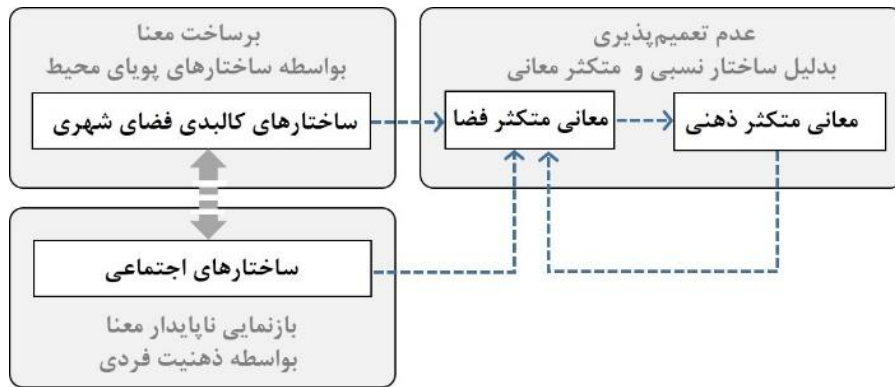 برساخت معنا
بواسطه ساختارهای پویای محیط
ساختارهای کالبدی فضای شهری
عدم تعمیم‌پذیری
بدلیل ساختار نسبی و متکثر معانی
معانی متکثر فضا
معانی متکثر ذهنی
ساختارهای اجتماعی
بازنمایی ناپایدار معنا
بواسطه ذهنیت فردی